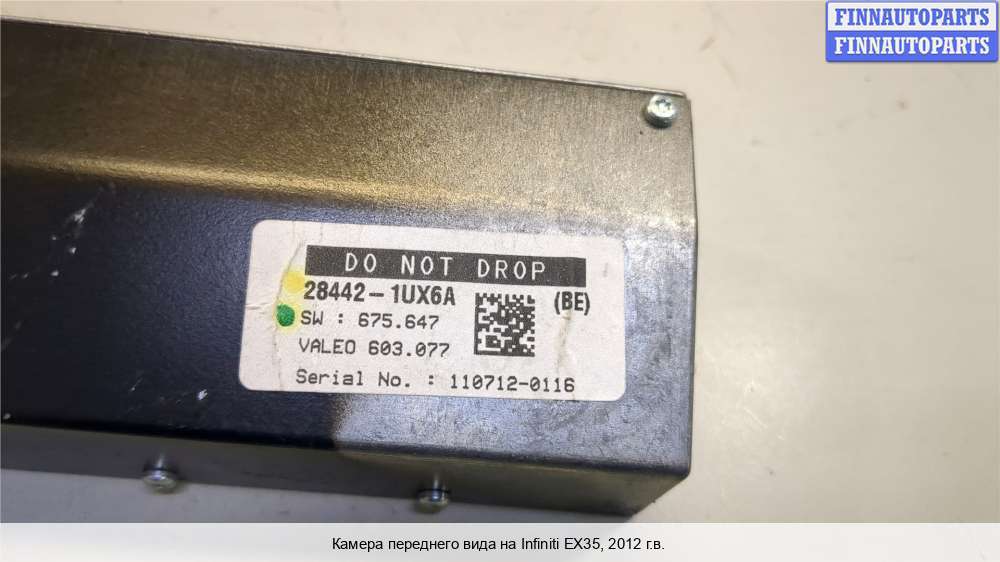 FINNAUTOPARTS
FINNAUTOPARTS
DO NOT DROP
28442-1UX6A (BE)
SW : 675.647
VALEO 603.077
Serial No. : 110712-0116
Камера переднего вида на Infiniti EX35, 2012 г.в.